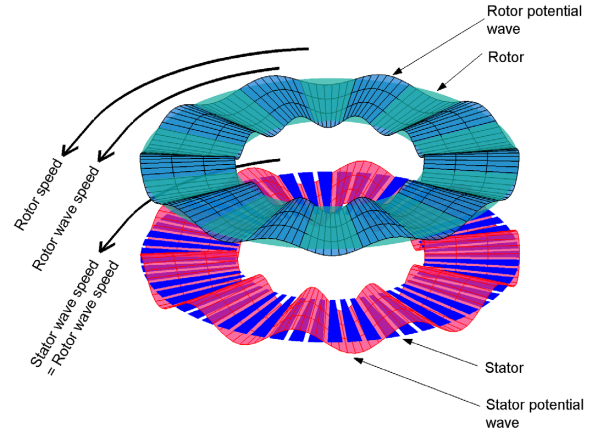 Rotor potential
wave
Rotor
Rotor speed
Rotor wave speed
Stator wave speed
= Rotor wave speed
Stator
Stator potential
wave